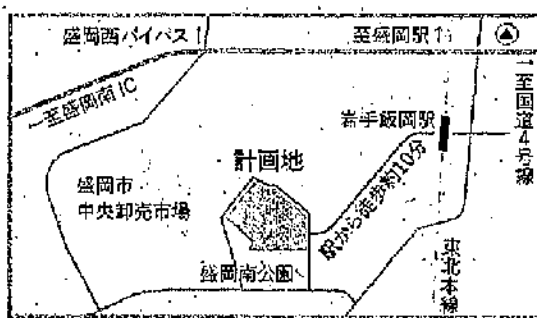 盛岡西バイパス
至盛岡駅
至盛岡南IC
岩手飯岡駅
至国道4号線
計画地
盛岡市
中央卸売市場
駅から徒歩約10分
盛岡南公園
東北本線